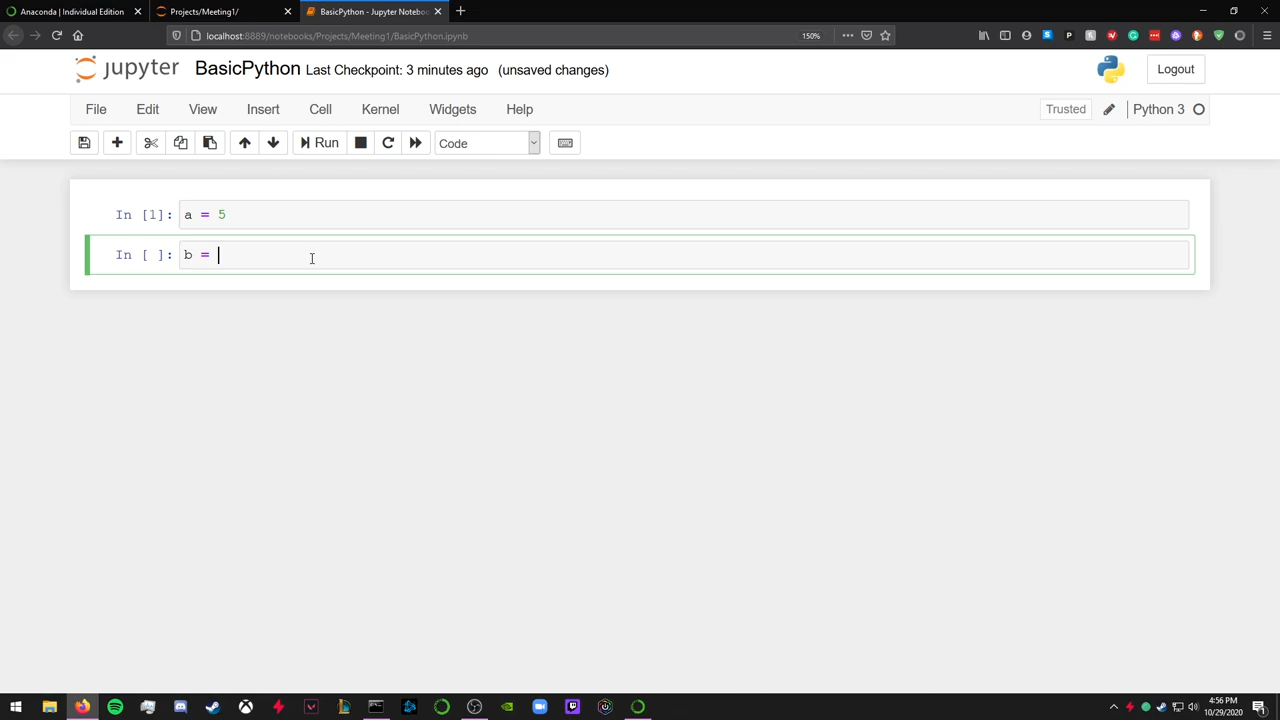 Anaconda | Individual Edition
Projects/Meeting1/
BasicPython - Jupyter Notebo
localhost:8889/notebooks/Projects/Meeting1/BasicPython.ipynb
150%
jupyter BasicPython Last Checkpoint: 3 minutes ago (unsaved changes)
Logout
File Edit View Insert Cell Kernel Widgets Help
Trusted
Python 3
Run
Code
In [1]: a = 5
In [ ]: b =
4:56 PM
10/29/2020